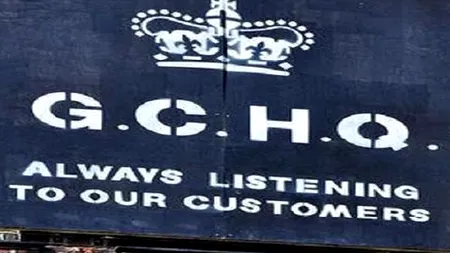 G.C.H.Q.
ALWAYS LISTENING
TO OUR CUSTOMERS